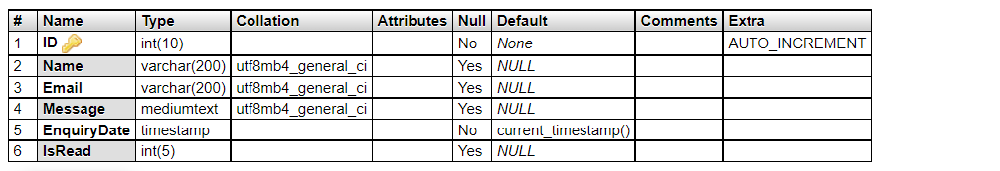 # Name Type Collation Attributes Null Default Comments Extra
1 ID int(10) No None AUTO_INCREMENT
2 Name varchar(200) utf8mb4_general_ci Yes NULL
3 Email varchar(200) utf8mb4_general_ci Yes NULL
4 Message mediumtext utf8mb4_general_ci Yes NULL
5 EnquiryDate timestamp No current_timestamp()
6 IsRead int(5) Yes NULL